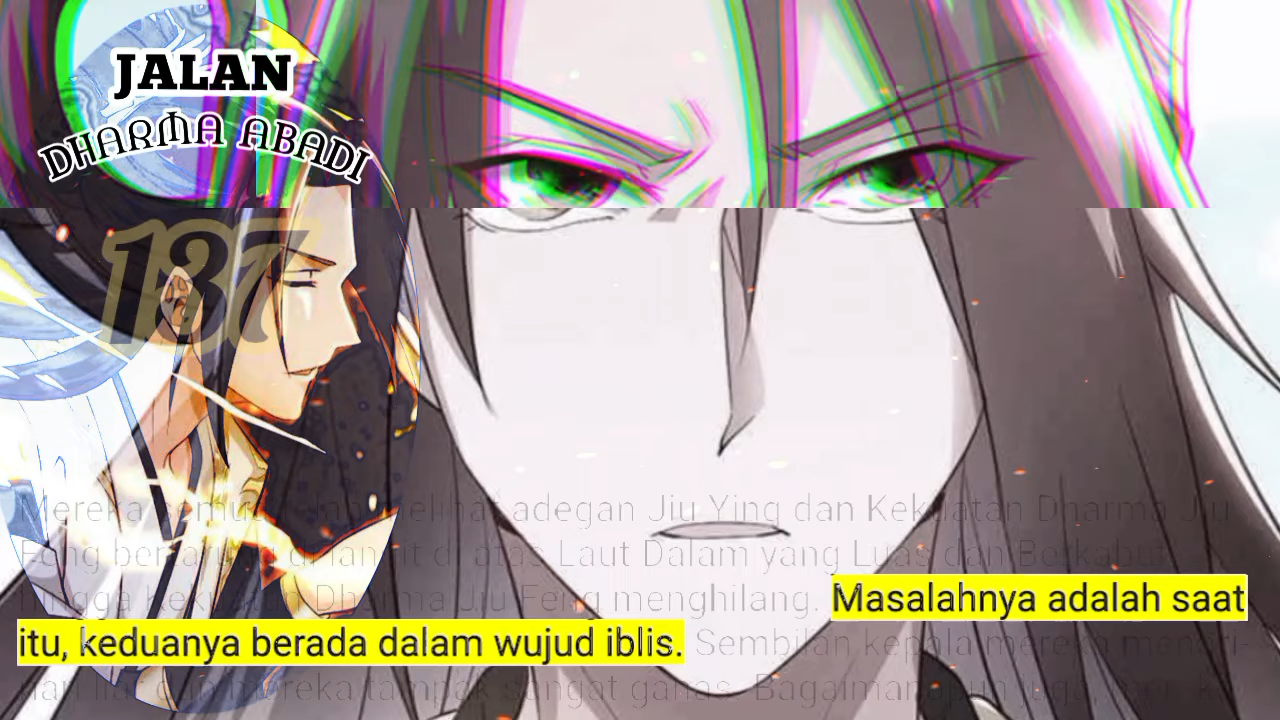 JALAN
DHARMA ABADI
137
Mereka semua telah melihat adegan Jiu Ying dan Kekuatan Dharma Jiu
Feng bertarung di langit di atas Laut Dalam yang Luas dan Berkabut
hingga Kekuatan Dharma Jiu Feng menghilang. Masalahnya adalah saat
itu, keduanya berada dalam wujud iblis. Sembilan kepala mereka menari-
nari liar dan mereka tampak sangat ganas. Bagaimanapun juga,